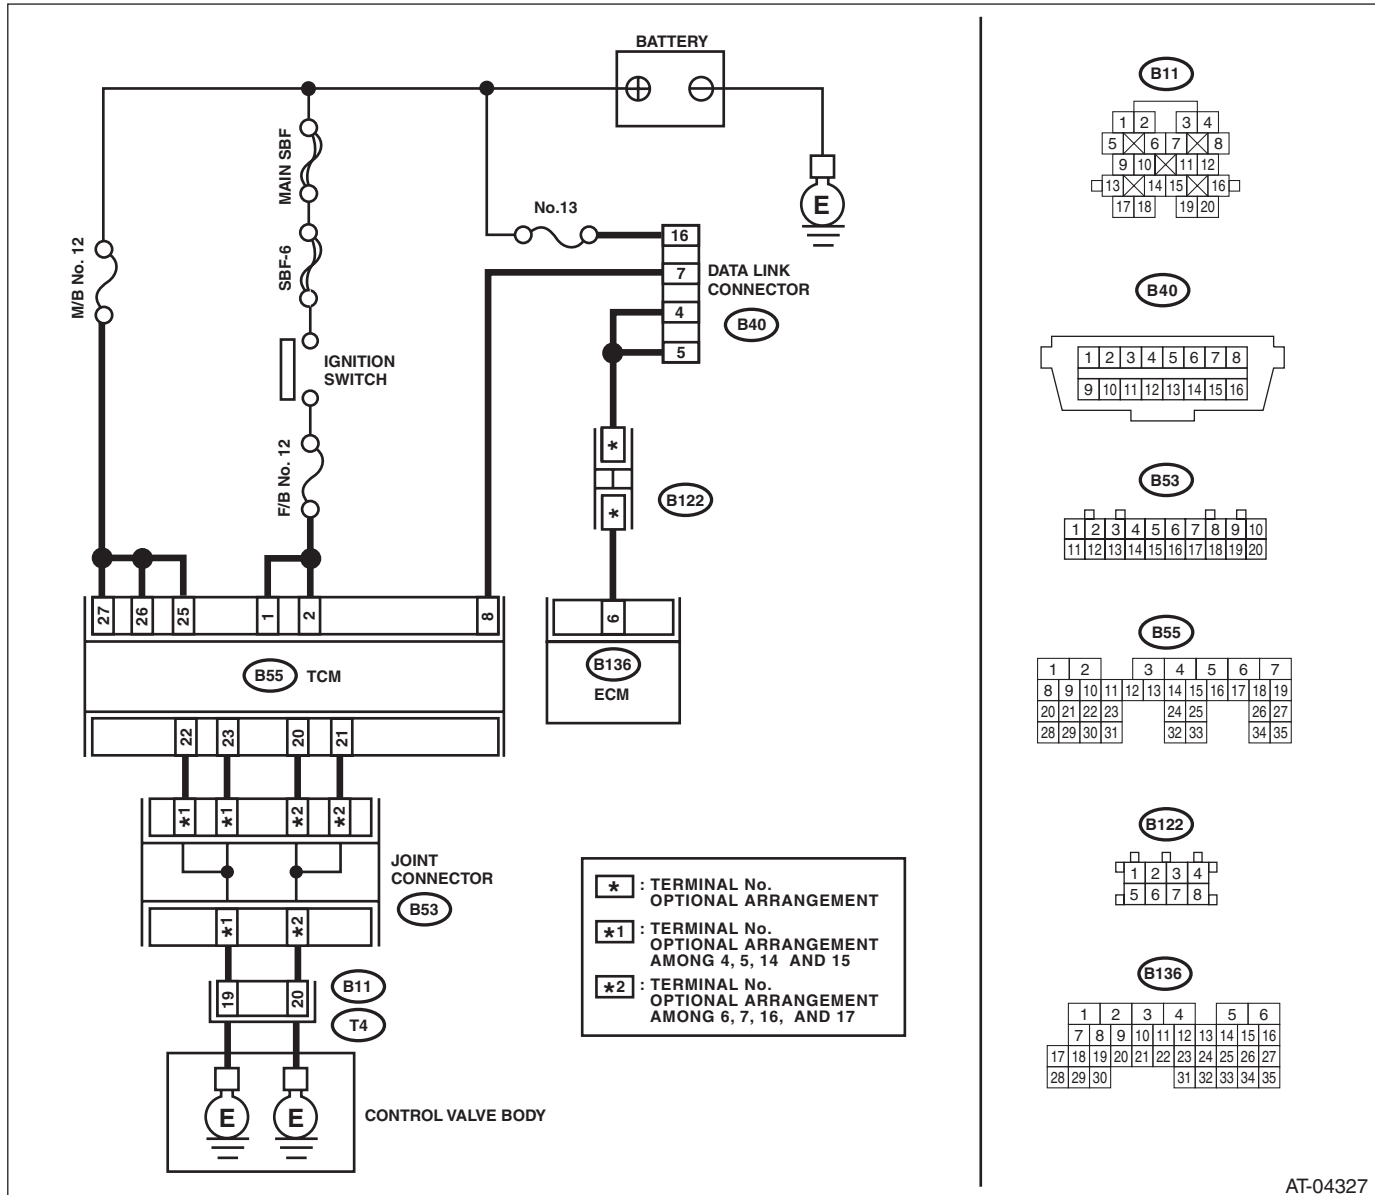 BATTERY
MAIN SBF
SBF-6
M/B No. 12
No.13
16
7
4
5
DATA LINK
CONNECTOR
B40
IGNITION
SWITCH
F/B No. 12
*
*
B122
27 26 25 1 2 8
B55 TCM
6
B136
ECM
22 23 20 21
*1 *1 *2 *2
JOINT
CONNECTOR
B53
*1 *2
19 20
B11
T4
E E
CONTROL VALVE BODY
E
* : TERMINAL No.
OPTIONAL ARRANGEMENT
*1 : TERMINAL No.
OPTIONAL ARRANGEMENT
AMONG 4, 5, 14 AND 15
*2 : TERMINAL No.
OPTIONAL ARRANGEMENT
AMONG 6, 7, 16, AND 17
B11
1 2 3 4
5 6 7 8
9 10 11 12
13 14 15 16
17 18 19 20
B40
1 2 3 4 5 6 7 8
9 10 11 12 13 14 15 16
B53
1 2 3 4 5 6 7 8 9 10
11 12 13 14 15 16 17 18 19 20
B55
1 2 3 4 5 6 7
8 9 10 11 12 13 14 15 16 17 18 19
20 21 22 23 24 25 26 27
28 29 30 31 32 33 34 35
B122
1 2 3 4
5 6 7 8
B136
1 2 3 4 5 6
7 8 9 10 11 12 13 14 15 16
17 18 19 20 21 22 23 24 25 26 27
28 29 30 31 32 33 34 35
AT-04327